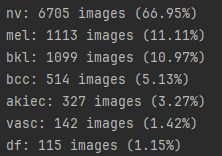 nv: 6705 images (66.95%)
mel: 1113 images (11.11%)
bkl: 1099 images (10.97%)
bcc: 514 images (5.13%)
akiec: 327 images (3.27%)
vasc: 142 images (1.42%)
df: 115 images (1.15%)